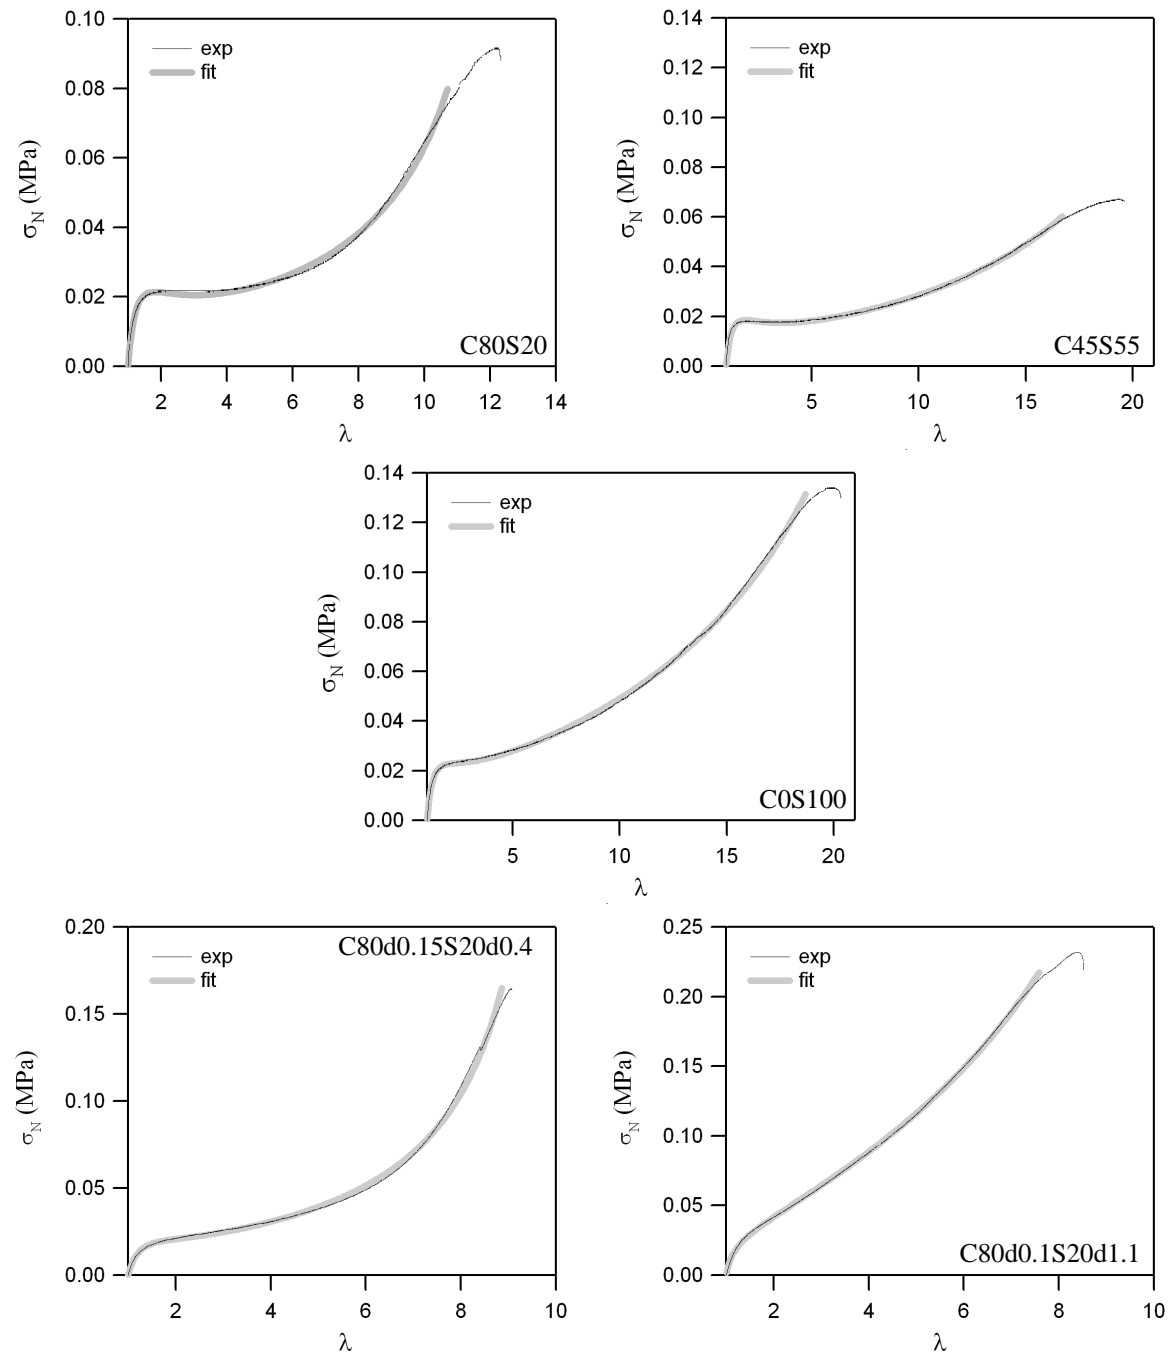 0.10
exp
fit
0.08
0.06
0.04
0.02
0.00
σN (MPa)
C80S20
2 4 6 8 10 12 14
λ
0.14
exp
fit
0.12
0.10
0.08
0.06
0.04
0.02
0.00
σN (MPa)
C45S55
5 10 15 20
λ
0.14
exp
fit
0.12
0.10
0.08
0.06
0.04
0.02
0.00
σN (MPa)
C0S100
5 10 15 20
λ
0.20
C80d0.15S20d0.4
exp
fit
0.15
0.10
0.05
0.00
σN (MPa)
2 4 6 8 10
λ
0.25
exp
fit
0.20
0.15
0.10
0.05
0.00
σN (MPa)
C80d0.1S20d1.1
2 4 6 8 10
λ